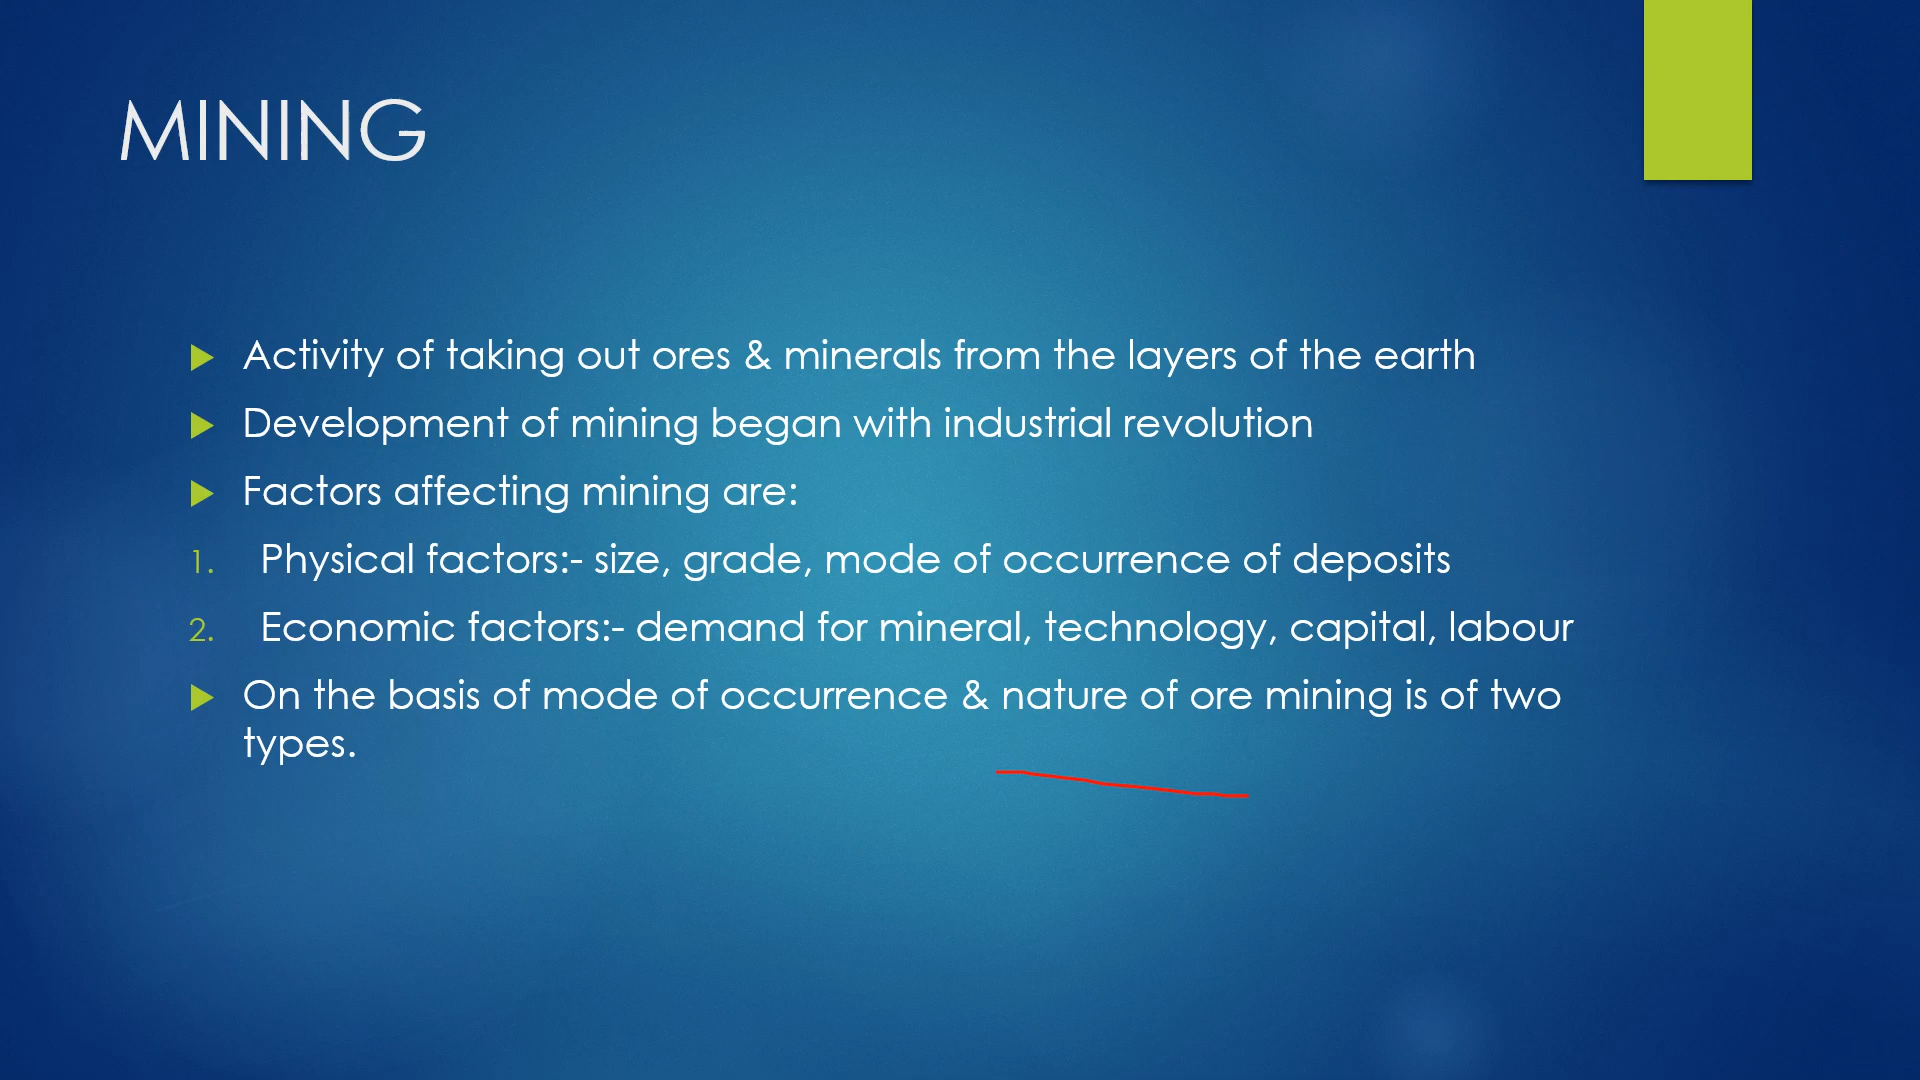 MINING
Activity of taking out ores & minerals from the layers of the earth
Development of mining began with industrial revolution
Factors affecting mining are:
1. Physical factors:- size, grade, mode of occurrence of deposits
2. Economic factors:- demand for mineral, technology, capital, labour
On the basis of mode of occurrence & nature of ore mining is of two
types.